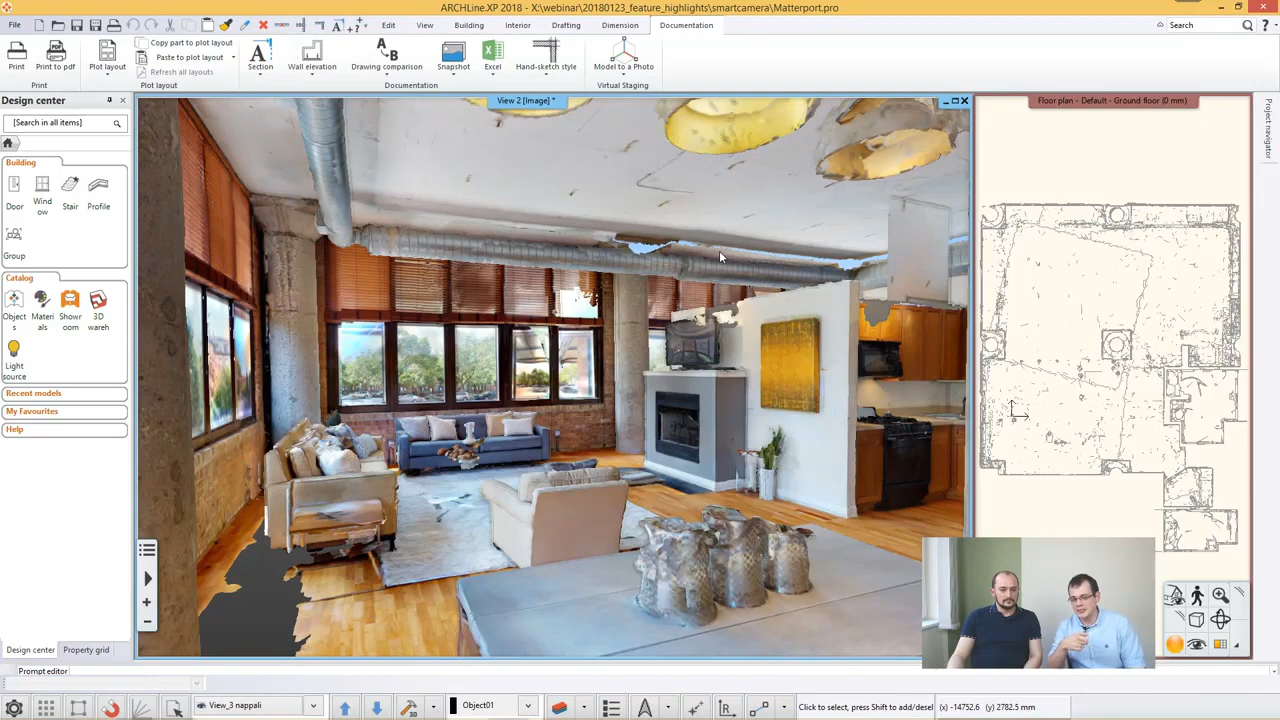 ARCHLine.XP 2018 - X:\webinar\20180123_feature_highlights\smartcamera\Matterport.pro
File
Edit
View
Building
Interior
Drafting
Dimension
Documentation
Search
Print
Print to pdf
Plot layout
Copy part to plot layout
Paste to plot layout
Refresh all layouts
Section
Wall elevation
Drawing comparison
Snapshot
Excel
Hand-sketch style
Model to a Photo
Print
Plot layout
Documentation
Virtual Staging
Design center
[Search in all items]
Building
Door
Wind
ow
Stair
Profile
Group
Catalog
Object
s
Materi
als
Showr
oom
3D
wareh
Light
source
Recent models
My Favourites
Help
View 2 [Image] *
Floor plan - Default - Ground floor (0 mm)
Project navigator
Design center
Property grid
Prompt editor
View_3 nappali
Object01
Click to select, press Shift to add/desel
(x) -14752.6
(y) 2782.5 mm